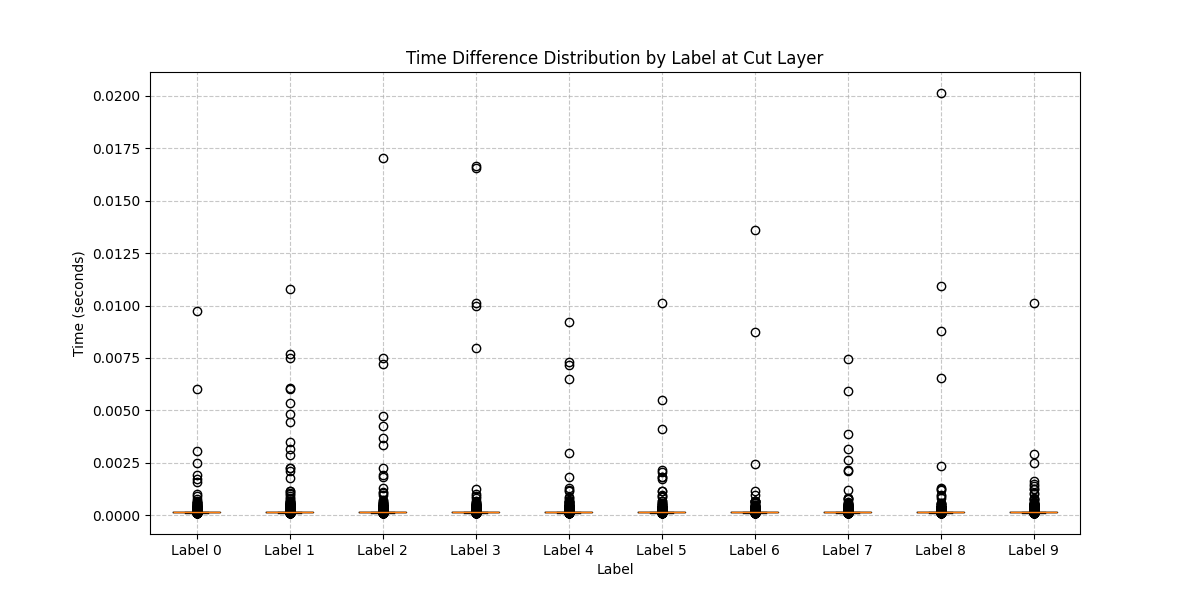 Time Difference Distribution by Label at Cut Layer
Time (seconds)
0.0200
0.0175
0.0150
0.0125
0.0100
0.0075
0.0050
0.0025
0.0000
Label 0 Label 1 Label 2 Label 3 Label 4 Label 5 Label 6 Label 7 Label 8 Label 9
Label